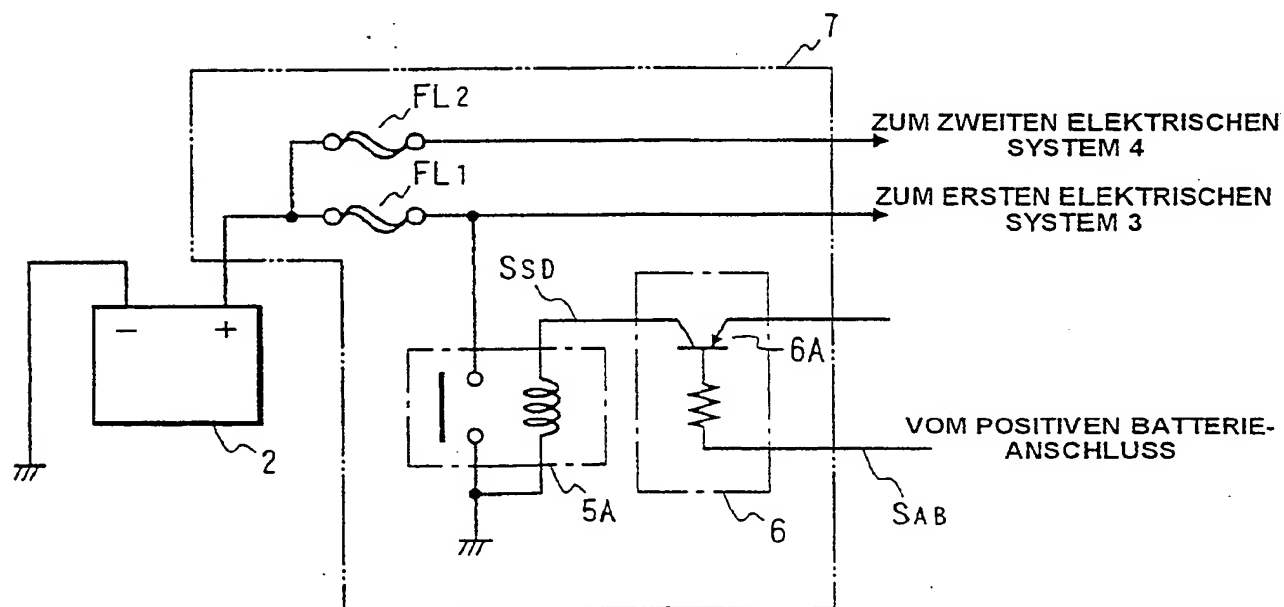 7
FL2
ZUM ZWEITEN ELEKTRISCHEN
SYSTEM 4
FL1
ZUM ERSTEN ELEKTRISCHEN
SYSTEM 3
SSD
6A
− +
VOM POSITIVEN BATTERIE-
ANSCHLUSS
2
5A
6
SAB